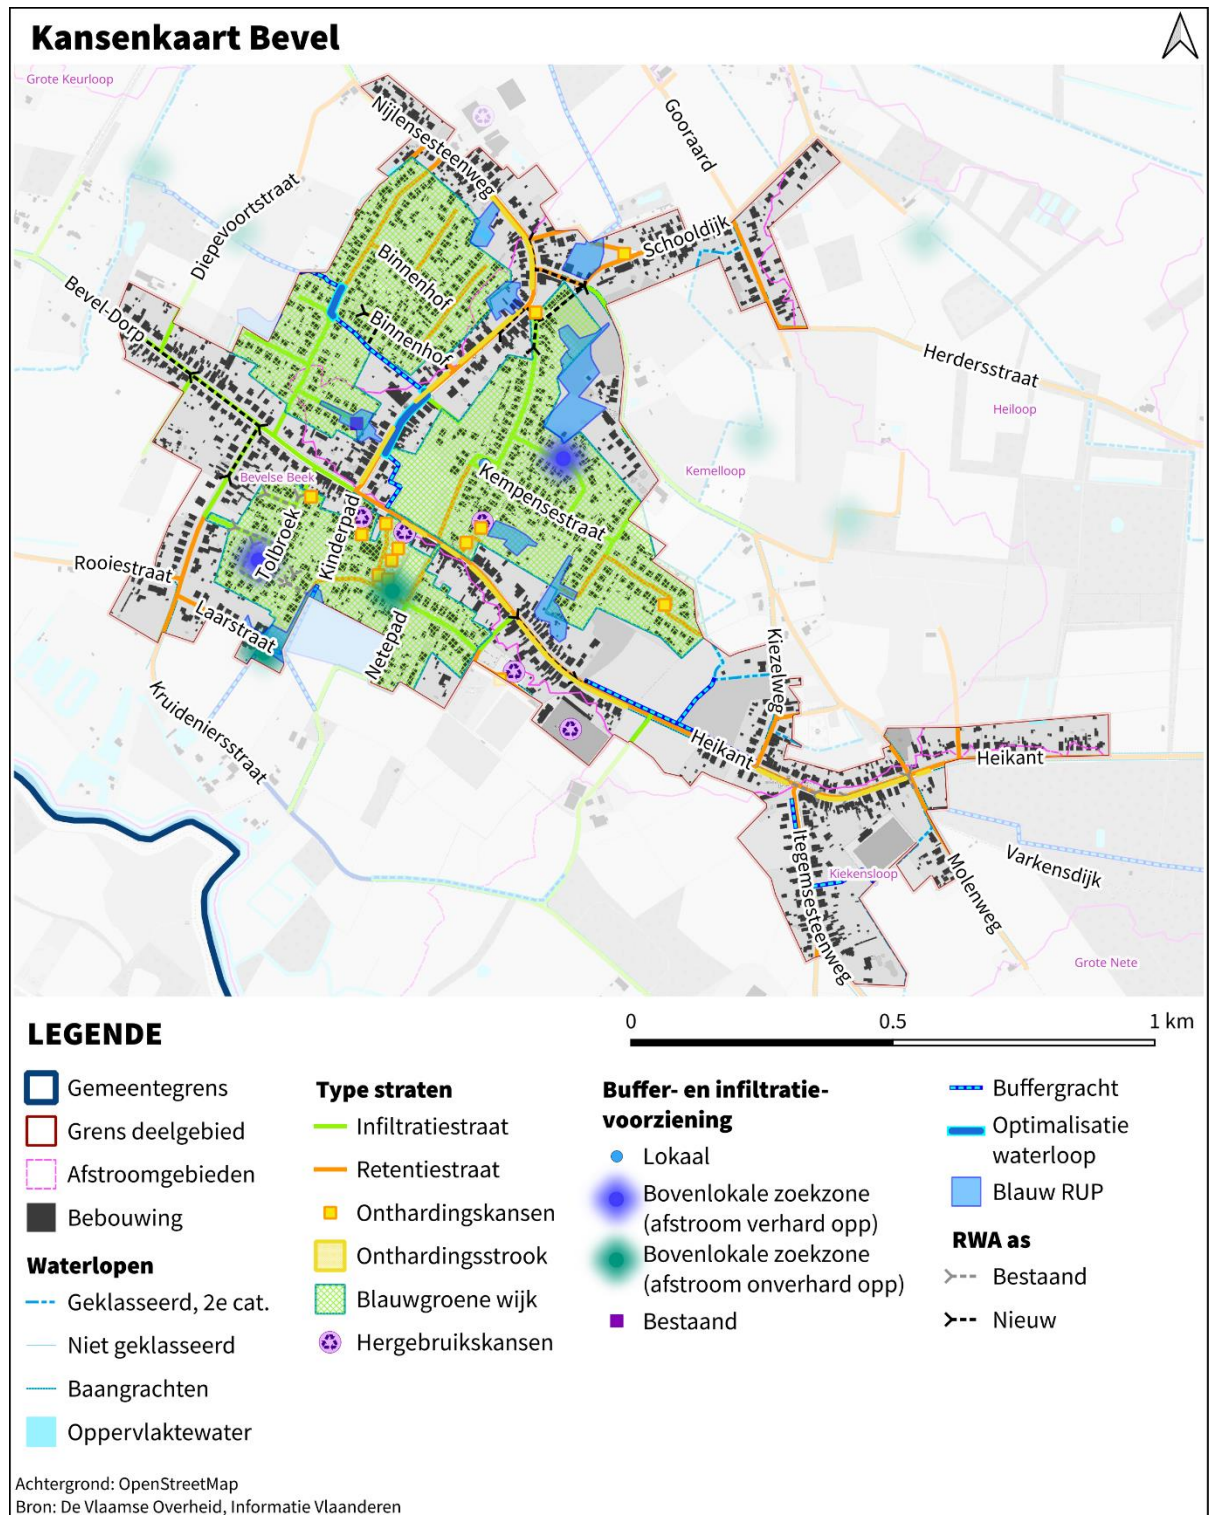 Kansenkaart Bevel
Grote Keurloop
Nijlensesteenweg
Gooraard
Diepevoortstraat
Schooldijk
Binnenhof
Bevel-Dorp
Binnenhof
Herdersstraat
Heiloop
Kemelloop
Bevelse Beek
Kempensestraat
Kinderpad
Tolbroek
Rooiestraat
Laarstraat
Netepad
Kiezelweg
Kruideniersstraat
Heikant
Heikant
Itegemsesteenweg
Kiekensloop
Molenweg
Varkensdijk
Grote Nete
0 0.5 1 km
LEGENDE
Gemeentegrens
Grens deelgebied
Afstroomgebieden
Bebouwing
Waterlopen
Geklasseerd, 2e cat.
Niet geklasseerd
Baangrachten
Oppervlaktewater
Type straten
Infiltratiestraat
Retentiestraat
Onthardingskansen
Onthardingsstrook
Blauwgroene wijk
Hergebruikskansen
Buffer- en infiltratie-
voorziening
Lokaal
Bovenlokale zoekzone
(afstroom verhard opp)
Bovenlokale zoekzone
(afstroom onverhard opp)
Bestaand
Buffergracht
Optimalisatie
waterloop
Blauw RUP
RWA as
Bestaand
Nieuw
Achtergrond: OpenStreetMap
Bron: De Vlaamse Overheid, Informatie Vlaanderen